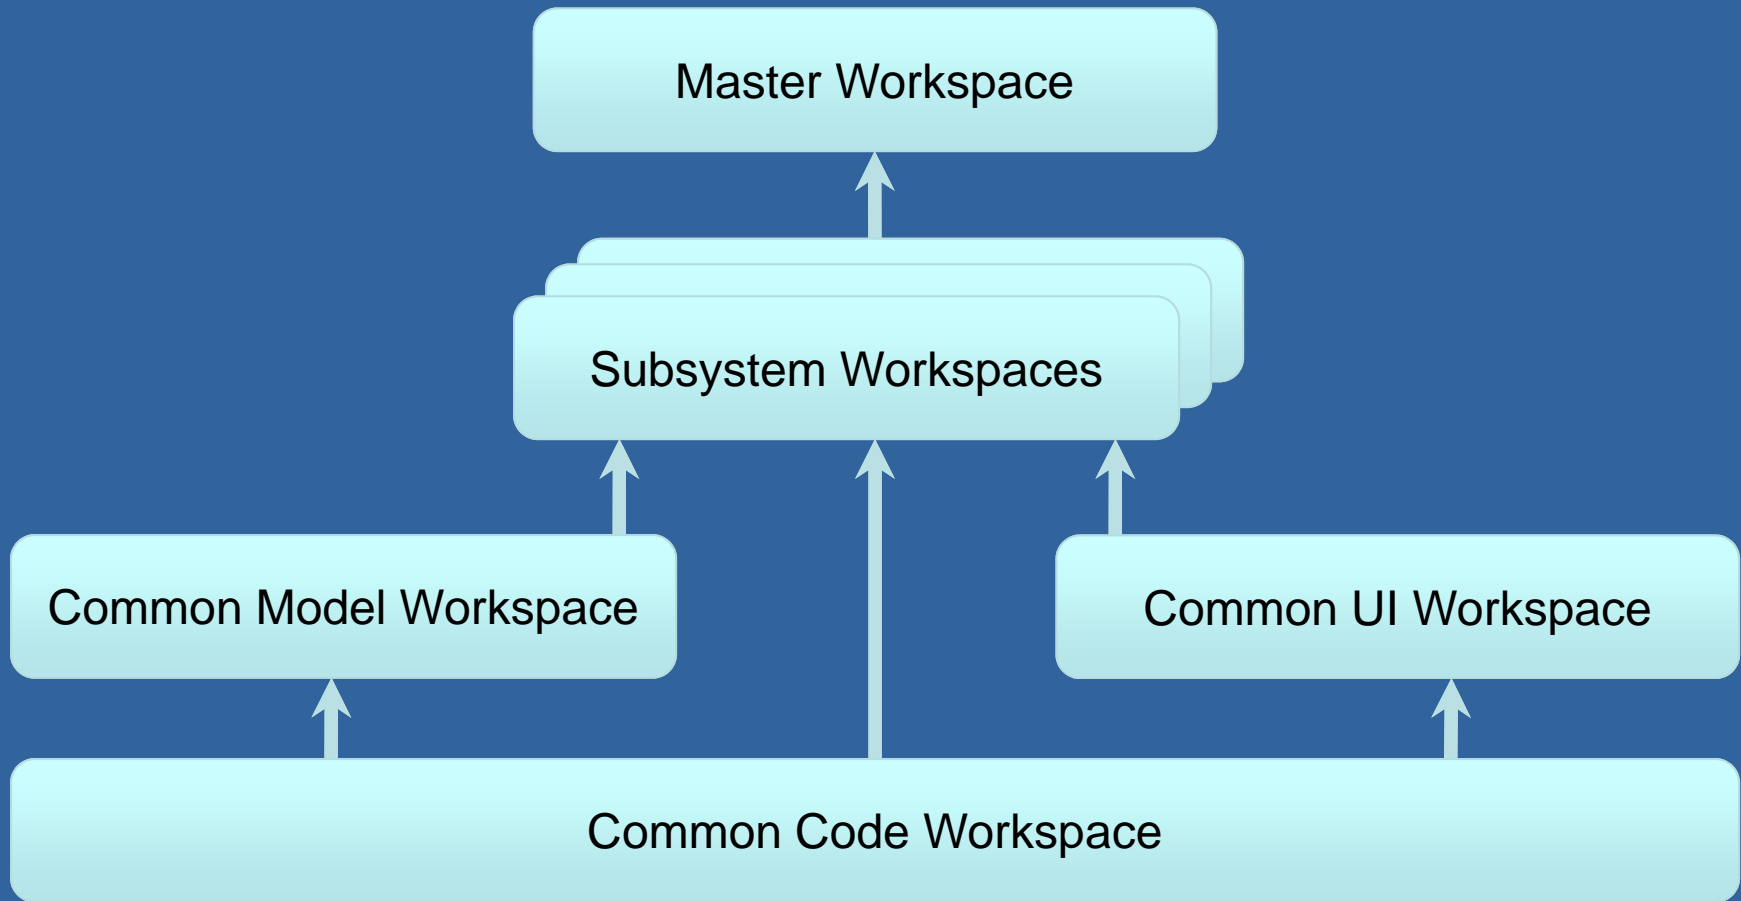 Master Workspace
Subsystem Workspaces
Common Model Workspace
Common UI Workspace
Common Code Workspace